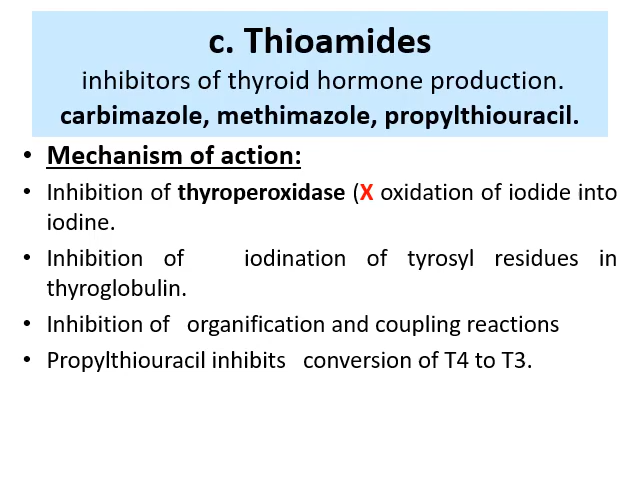 c. Thioamides
inhibitors of thyroid hormone production.
carbimazole, methimazole, propylthiouracil.
• Mechanism of action:
• Inhibition of thyroperoxidase (X oxidation of iodide into
iodine.
• Inhibition of iodination of tyrosyl residues in
thyroglobulin.
• Inhibition of organification and coupling reactions
• Propylthiouracil inhibits conversion of T4 to T3.